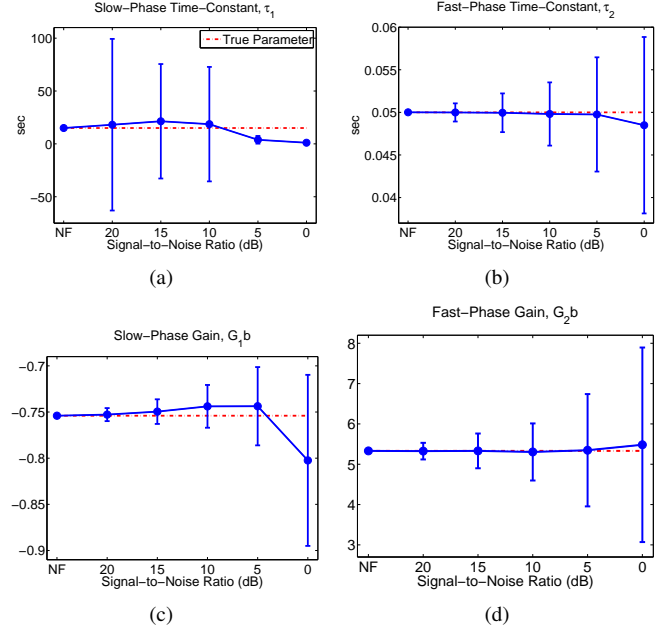 Slow−Phase Time−Constant, τ1
100
50
0
−50
sec
True Parameter
NF 20 15 10 5 0
Signal−to−Noise Ratio (dB)
(a)
Fast−Phase Time−Constant, τ2
0.06
0.055
0.05
0.045
0.04
sec
NF 20 15 10 5 0
Signal−to−Noise Ratio (dB)
(b)
Slow−Phase Gain, G1b
−0.7
−0.75
−0.8
−0.85
−0.9
NF 20 15 10 5 0
Signal−to−Noise Ratio (dB)
(c)
Fast−Phase Gain, G2b
8
7
6
5
4
3
NF 20 15 10 5 0
Signal−to−Noise Ratio (dB)
(d)